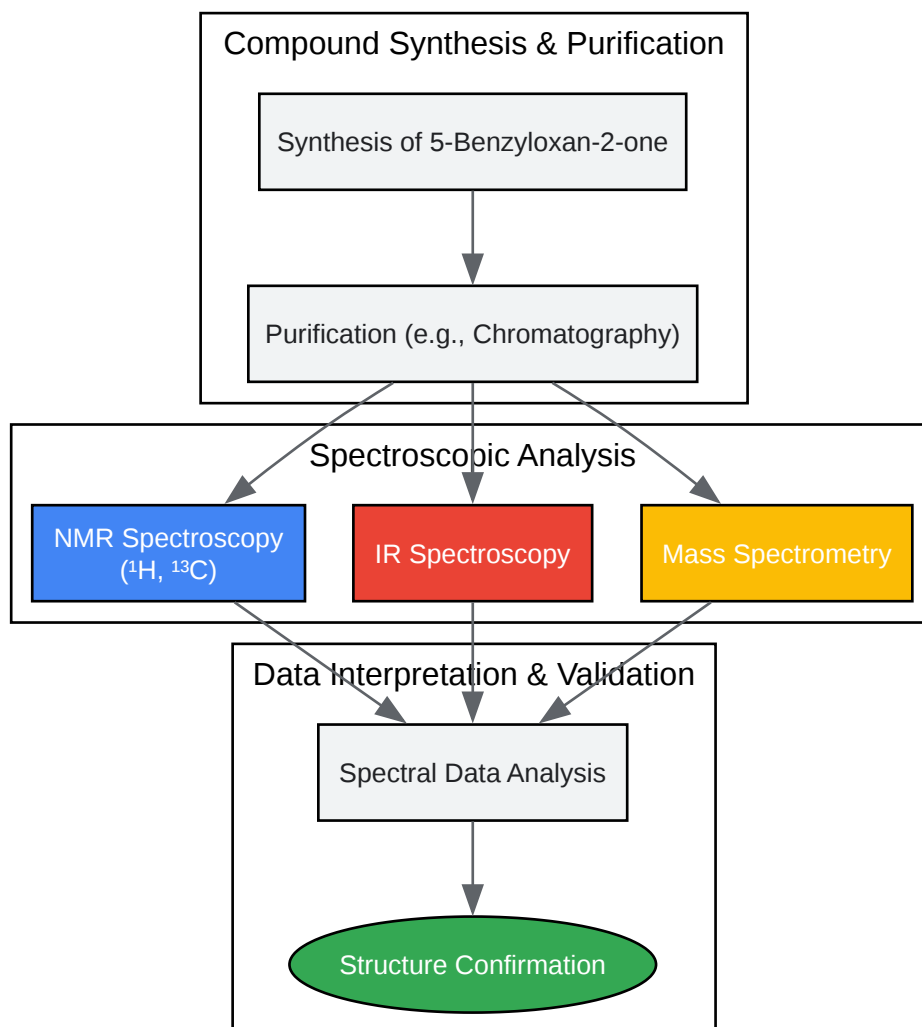 Compound Synthesis & Purification
Synthesis of 5-Benzyloxan-2-one
Purification (e.g., Chromatography)
Spectroscopic Analysis
NMR Spectroscopy
(¹H, ¹³C)
IR Spectroscopy
Mass Spectrometry
Data Interpretation & Validation
Spectral Data Analysis
Structure Confirmation